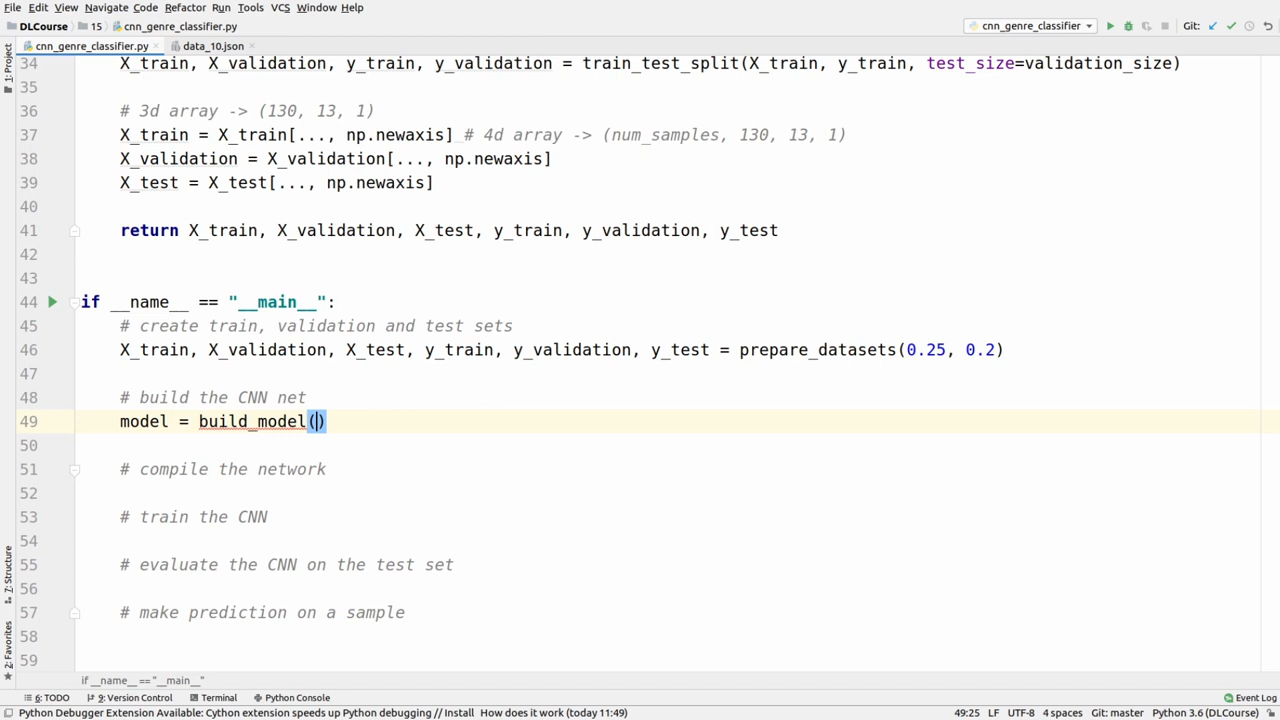 File Edit View Navigate Code Refactor Run Tools VCS Window Help
DLCourse 15 cnn_genre_classifier.py cnn_genre_classifier Git:
cnn_genre_classifier.py data_10.json
1: Project
34 X_train, X_validation, y_train, y_validation = train_test_split(X_train, y_train, test_size=validation_size)
35
36 # 3d array -> (130, 13, 1)
37 X_train = X_train[..., np.newaxis] # 4d array -> (num_samples, 130, 13, 1)
38 X_validation = X_validation[..., np.newaxis]
39 X_test = X_test[..., np.newaxis]
40
41 return X_train, X_validation, X_test, y_train, y_validation, y_test
42
43
44 if __name__ == "__main__":
45 # create train, validation and test sets
46 X_train, X_validation, X_test, y_train, y_validation, y_test = prepare_datasets(0.25, 0.2)
47
48 # build the CNN net
49 model = build_model()
50
51 # compile the network
52
53 # train the CNN
54
55 # evaluate the CNN on the test set
56
57 # make prediction on a sample
58
59
7: Structure
2: Favorites
if __name__ == "__main__"
6: TODO 9: Version Control Terminal Python Console Event Log
Python Debugger Extension Available: Cython extension speeds up Python debugging // Install How does it work (today 11:49) 49:25 LF UTF-8 4 spaces Git: master Python 3.6 (DLCourse)